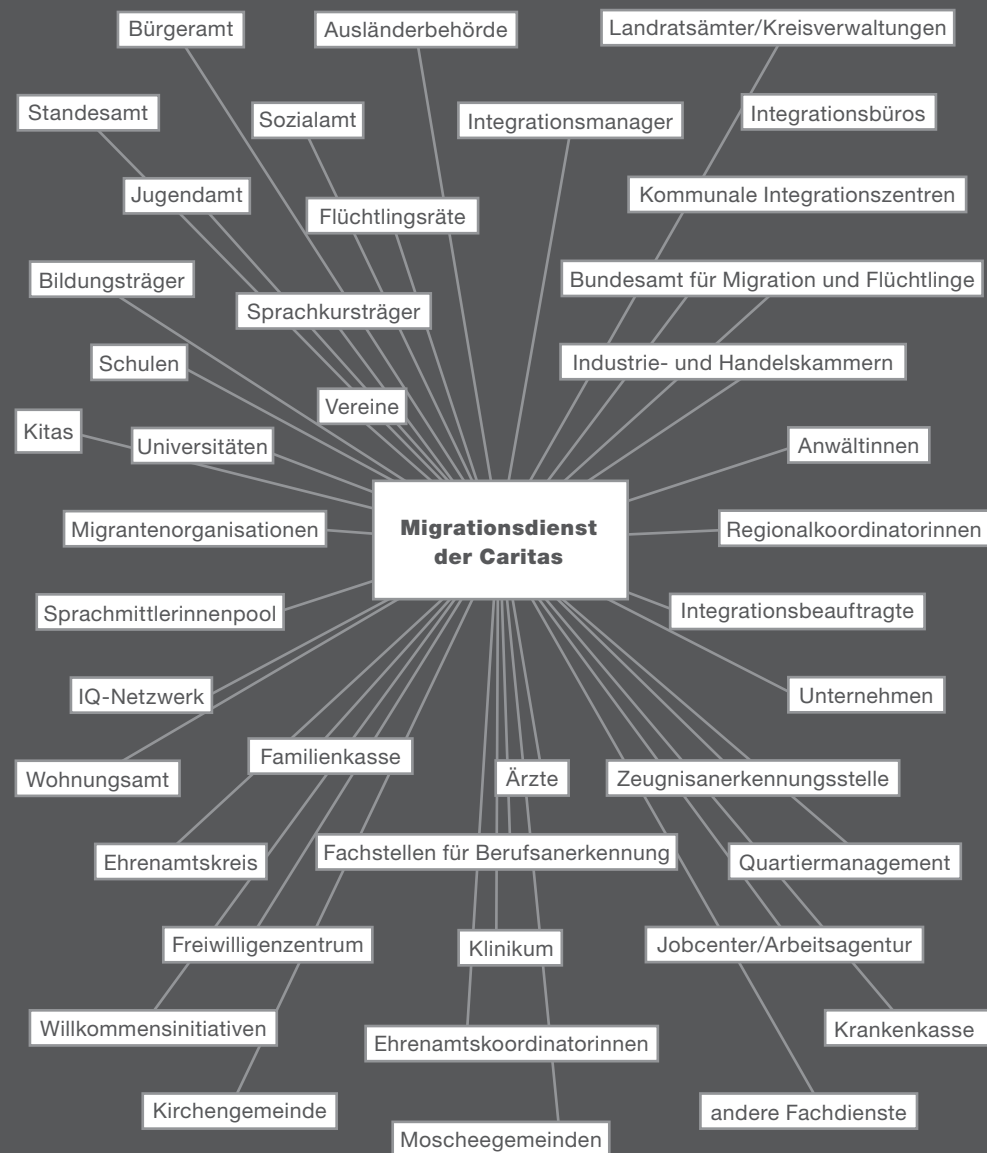 Bürgeramt
Ausländerbehörde
Landratsämter/Kreisverwaltungen
Standesamt
Sozialamt
Integrationsmanager
Integrationsbüros
Jugendamt
Flüchtlingsräte
Kommunale Integrationszentren
Bildungsträger
Sprachkursträger
Bundesamt für Migration und Flüchtlinge
Schulen
Vereine
Industrie- und Handelskammern
Kitas
Universitäten
Anwältinnen
Migrantenorganisationen
Migrationsdienst
der Caritas
Regionalkoordinatorinnen
Sprachmittlerinnenpool
Integrationsbeauftragte
IQ-Netzwerk
Unternehmen
Wohnungsamt
Familienkasse
Ärzte
Zeugnisanerkennungsstelle
Ehrenamtskreis
Fachstellen für Berufsanerkennung
Quartiermanagement
Freiwilligenzentrum
Klinikum
Jobcenter/Arbeitsagentur
Willkommensinitiativen
Ehrenamtskoordinatorinnen
Krankenkasse
Kirchengemeinde
Moscheegemeinden
andere Fachdienste